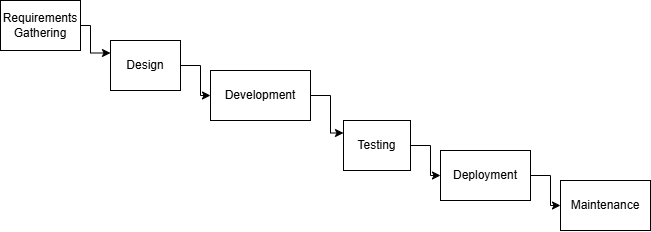 Requirements
Gathering
Design
Development
Testing
Deployment
Maintenance